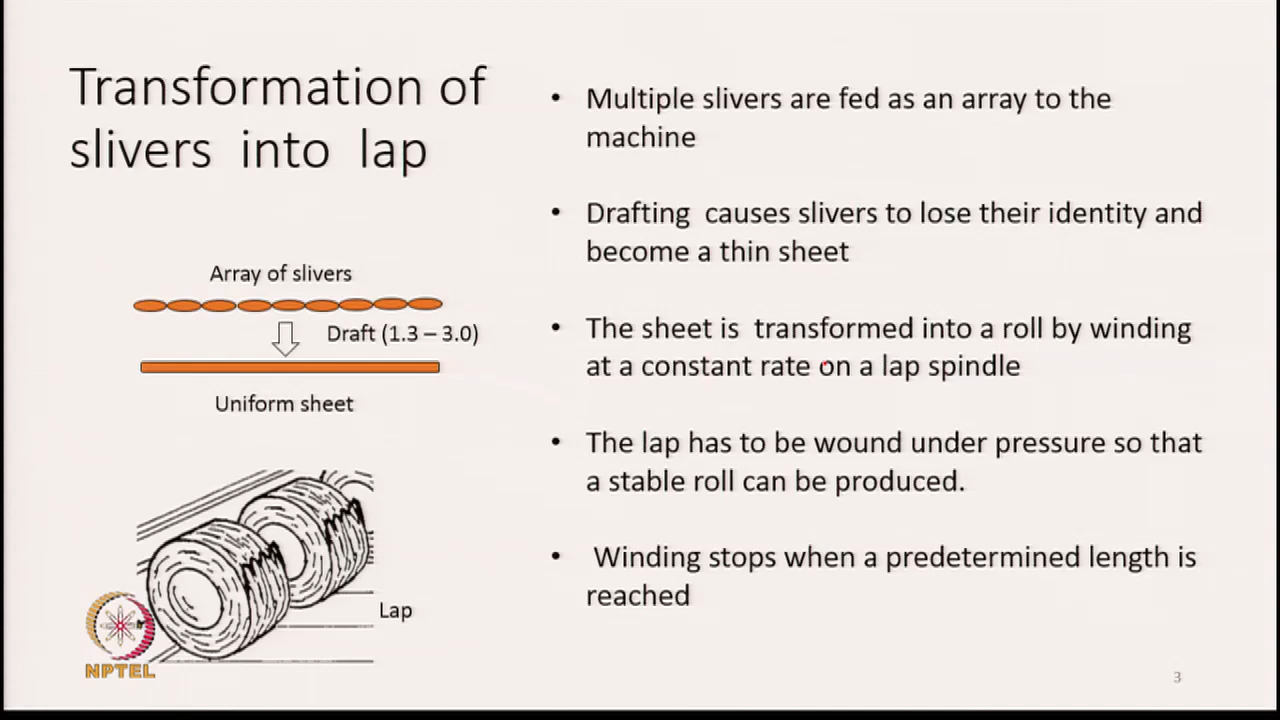 Transformation of
slivers into lap
Array of slivers
Draft (1.3 – 3.0)
Uniform sheet
Lap
NPTEL
• Multiple slivers are fed as an array to the
machine
• Drafting causes slivers to lose their identity and
become a thin sheet
• The sheet is transformed into a roll by winding
at a constant rate on a lap spindle
• The lap has to be wound under pressure so that
a stable roll can be produced.
• Winding stops when a predetermined length is
reached
3